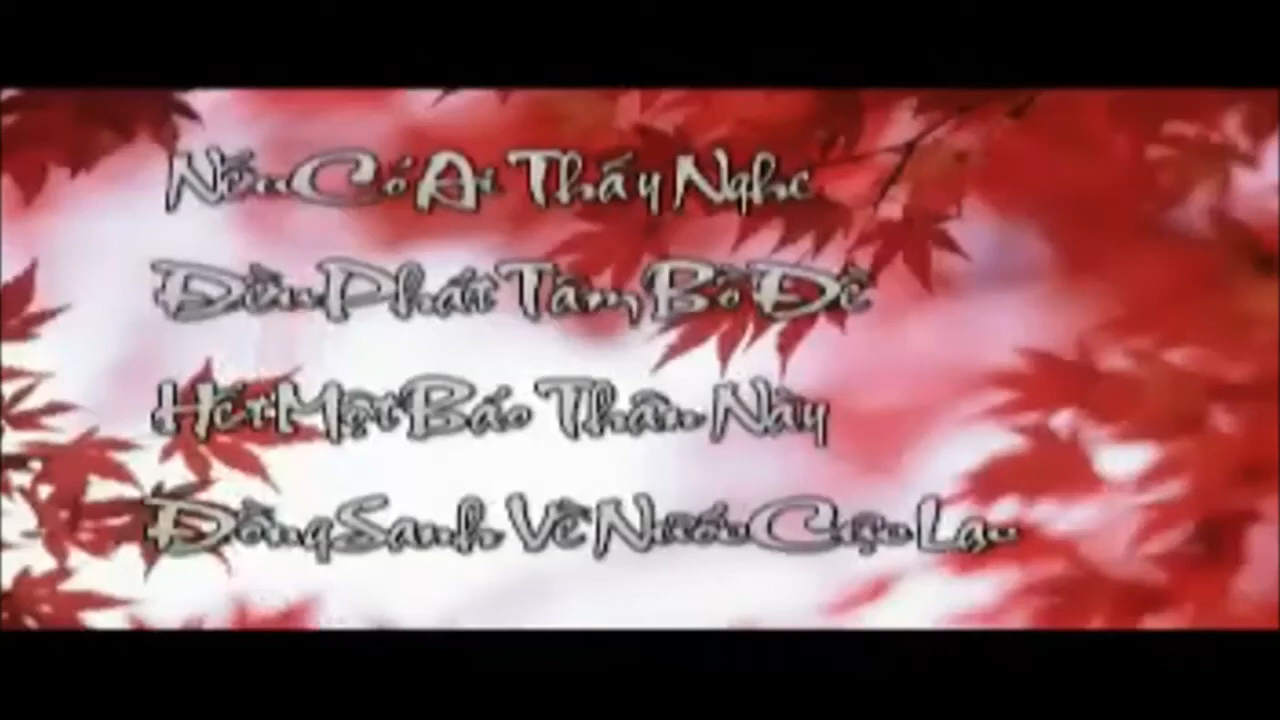 Nếu Có Ai Thấy Nghe
Đều Phát Tâm Bồ Đề
Hết Một Báo Thân Này
Đồng Sanh Về Nước Cực Lạc